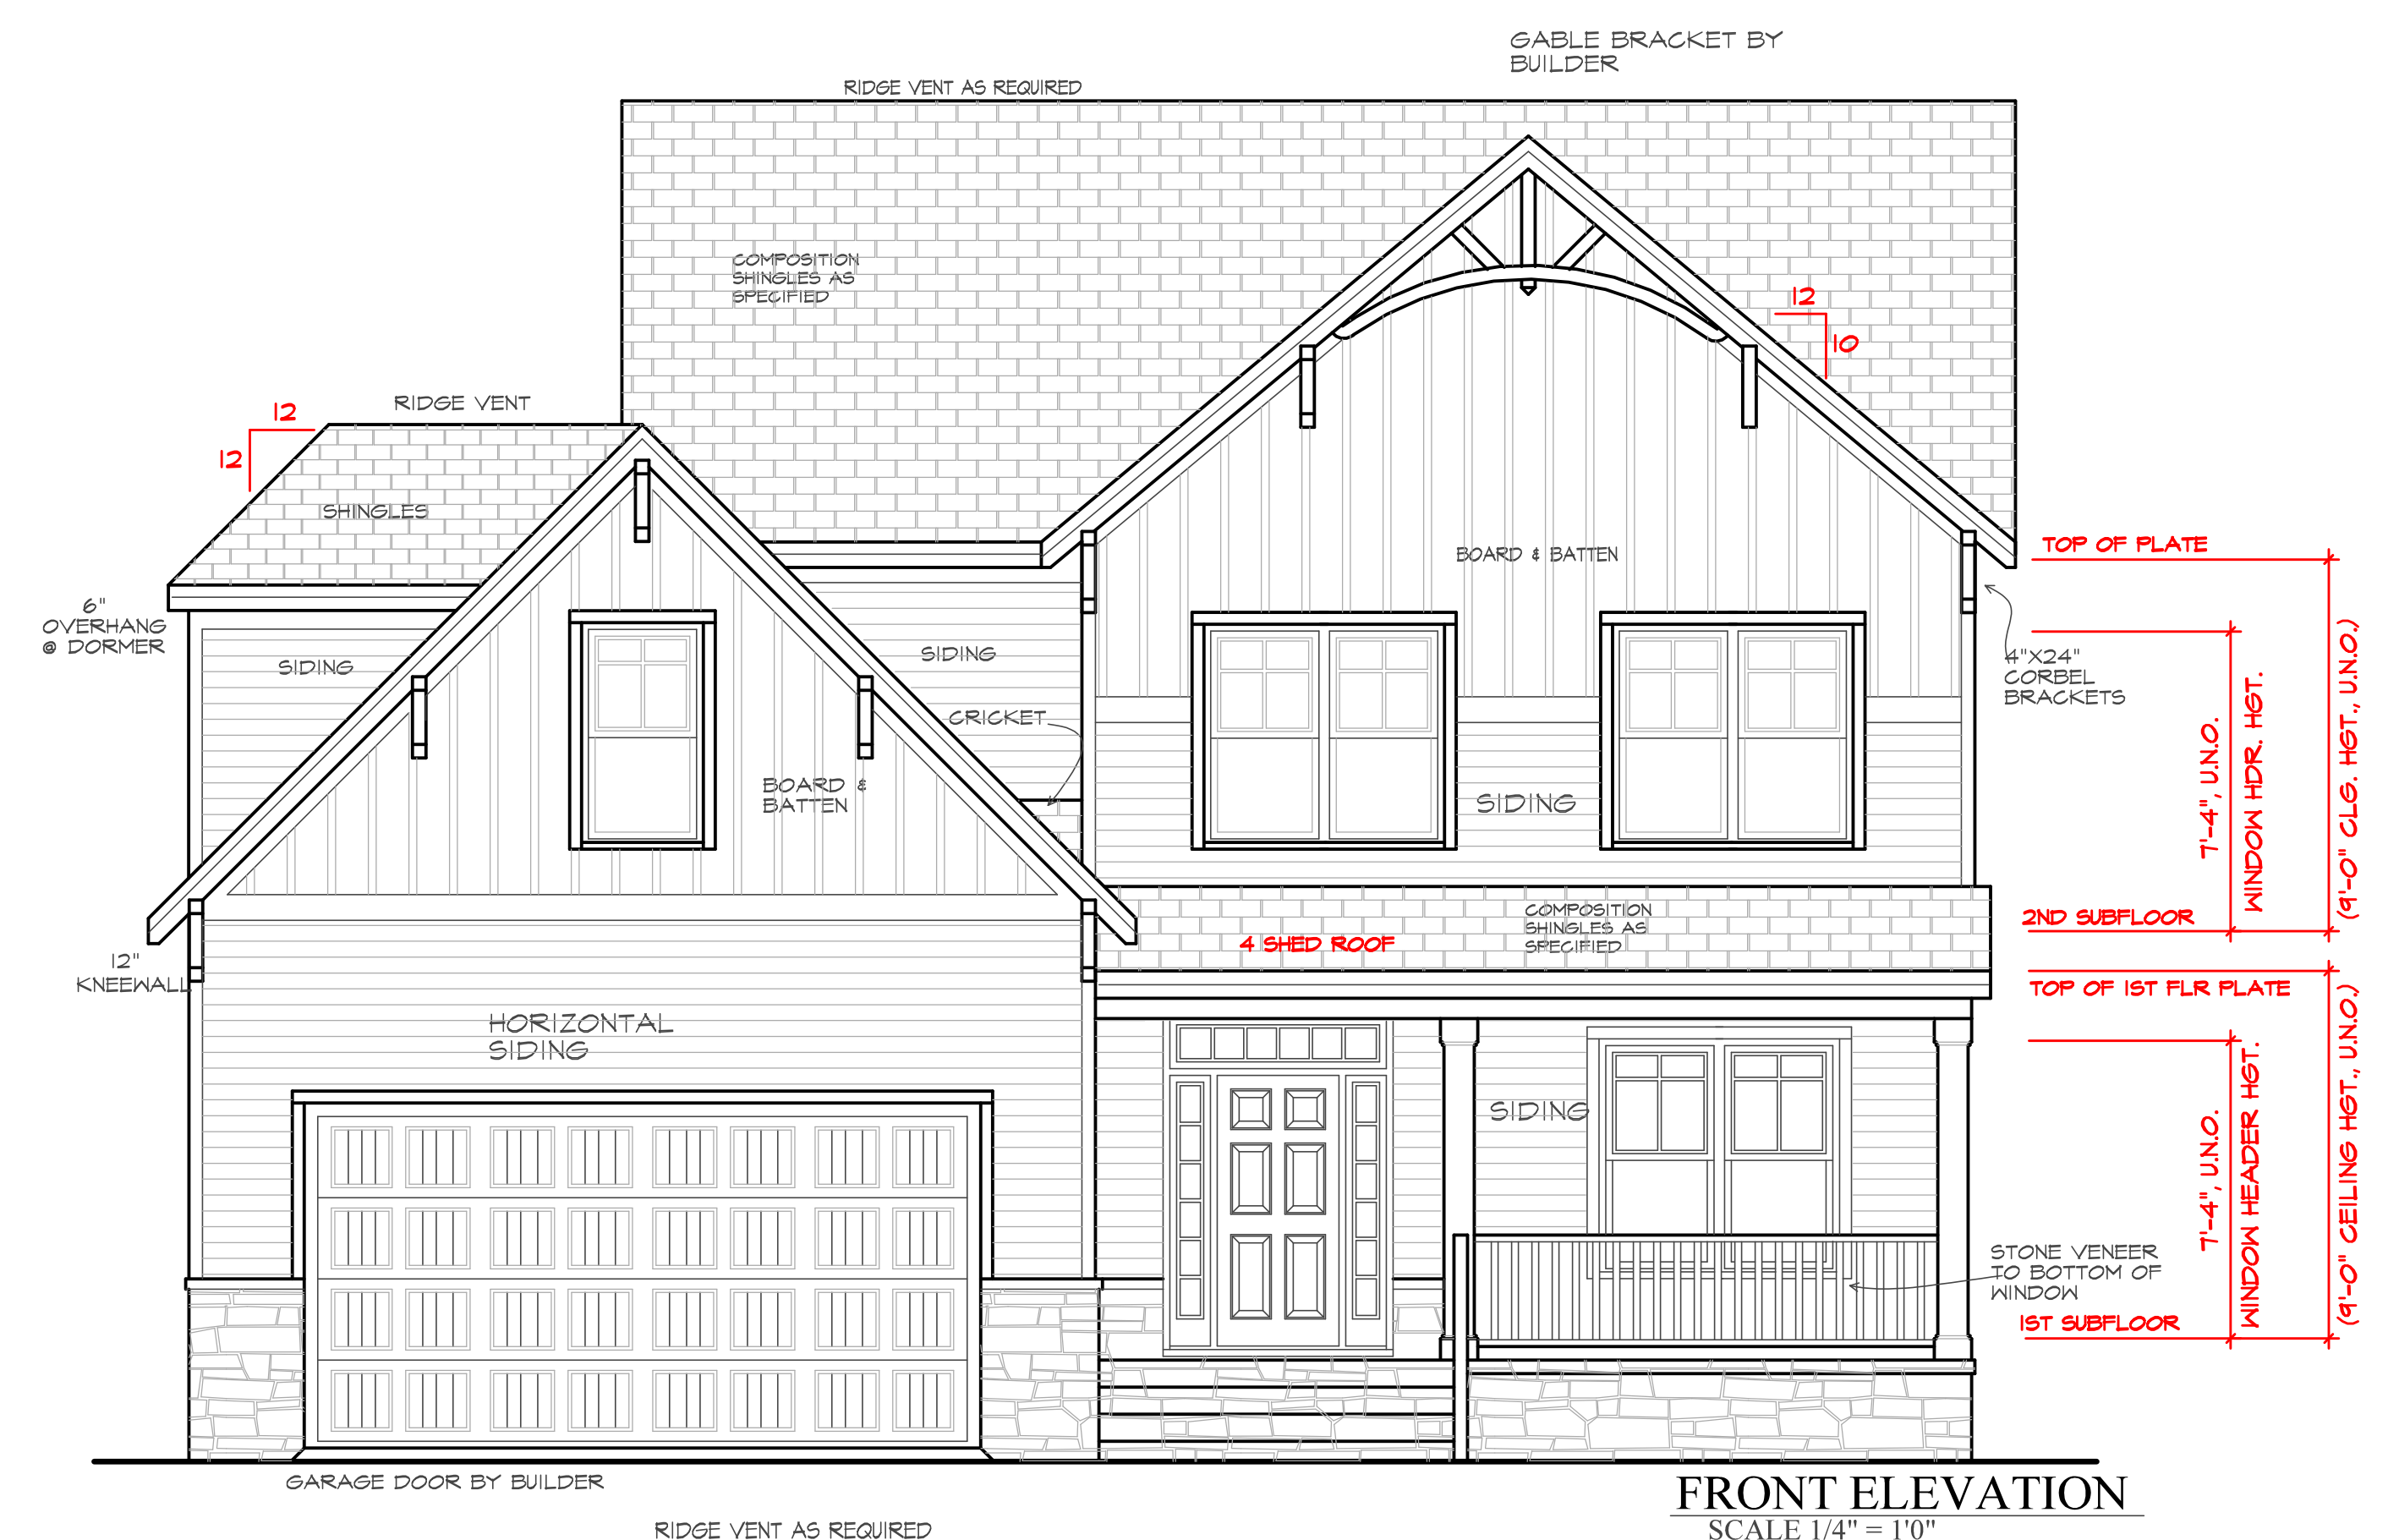 GABLE BRACKET BY
BUILDER
RIDGE VENT AS REQUIRED
COMPOSITION
SHINGLES AS
SPECIFIED
12
10
RIDGE VENT
12
12
SHINGLES
TOP OF PLATE
BOARD & BATTEN
6"
OVERHANG
@ DORMER
SIDING
SIDING
4"X24"
CORBEL
BRACKETS
CRICKET
BOARD &
BATTEN
SIDING
7'-4", U.N.O.
WINDOW HDR. HGT.
(9'-0" CLG. HGT., U.N.O.)
COMPOSITION
SHINGLES AS
SPECIFIED
2ND SUBFLOOR
4 SHED ROOF
12"
KNEEWALL
TOP OF 1ST FLR PLATE
HORIZONTAL
SIDING
SIDING
7'-4", U.N.O.
WINDOW HEADER HGT.
(9'-0" CEILING HGT., U.N.O.)
STONE VENEER
TO BOTTOM OF
WINDOW
1ST SUBFLOOR
GARAGE DOOR BY BUILDER
FRONT ELEVATION
SCALE 1/4" = 1'0"
RIDGE VENT AS REQUIRED